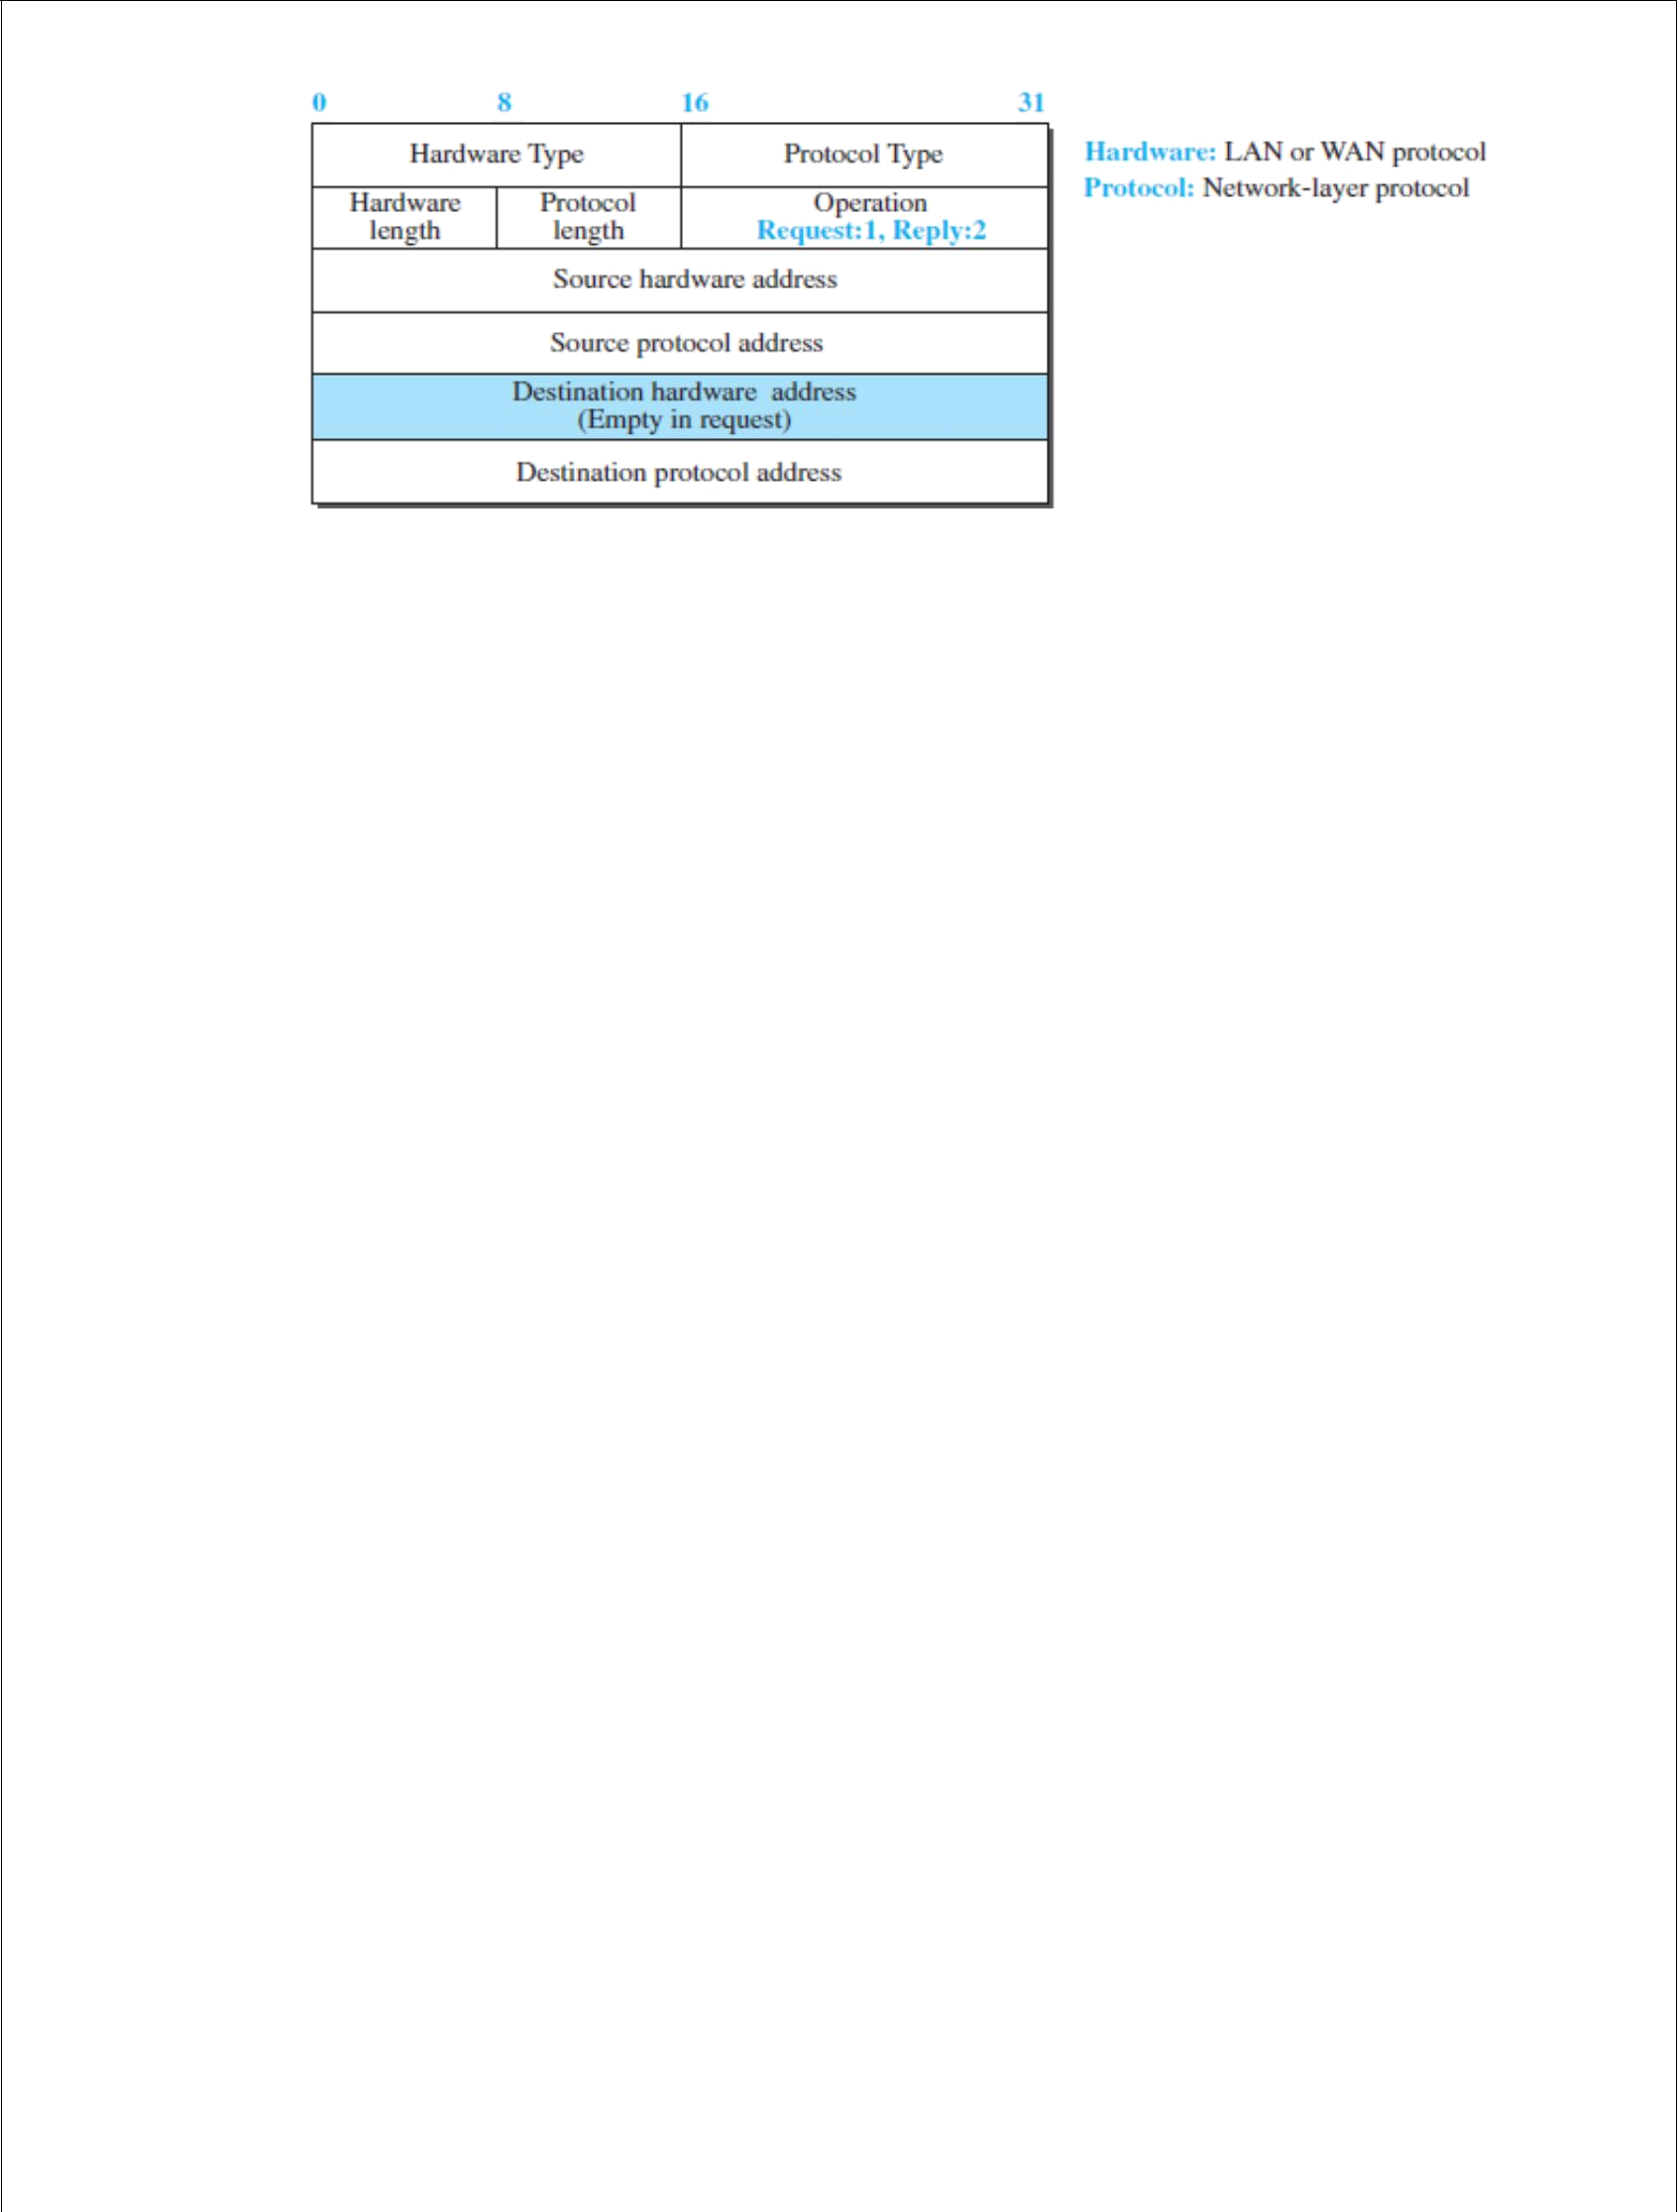 0 8 16 31
Hardware Type Protocol Type
Hardware: LAN or WAN protocol
Protocol: Network-layer protocol
Hardware length
Protocol length
Operation
Request:1, Reply:2
Source hardware address
Source protocol address
Destination hardware address
(Empty in request)
Destination protocol address